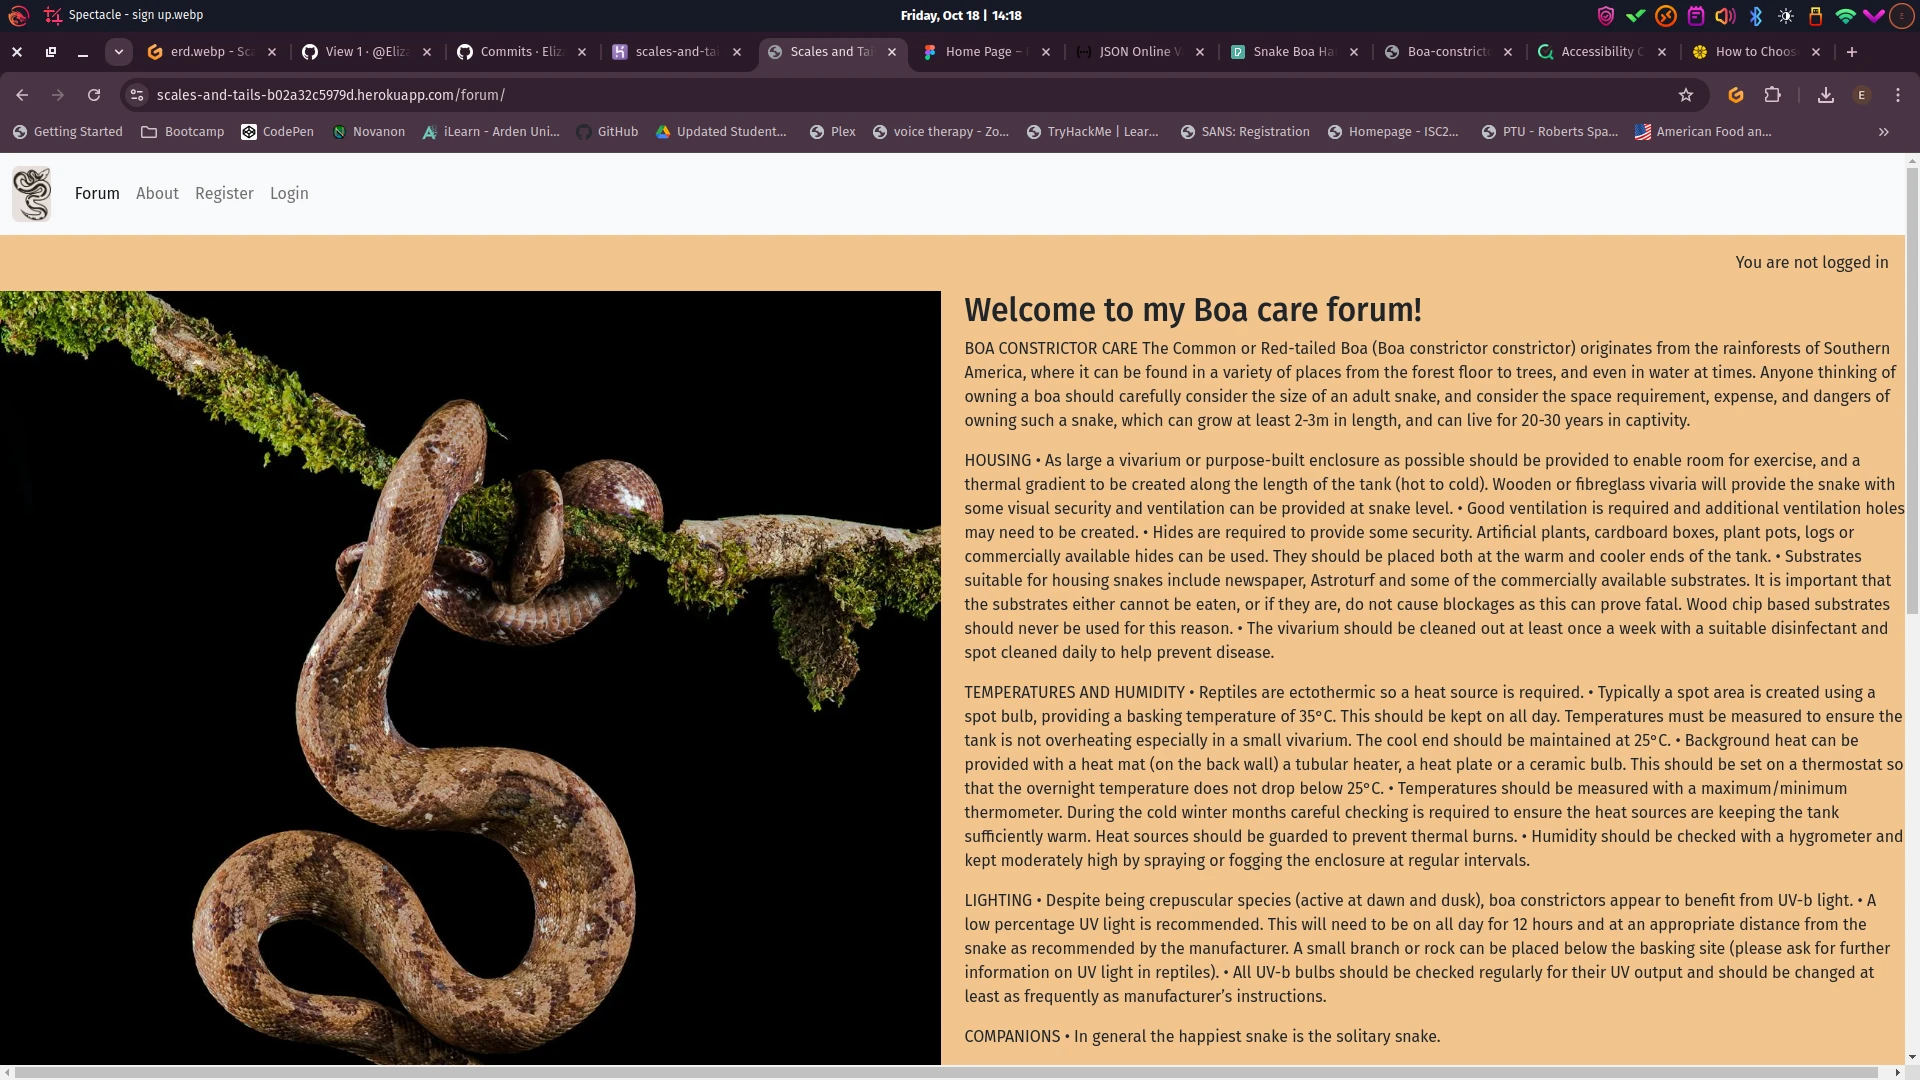 Spectacle - sign up.webp
Friday, Oct 18 | 14:18
erd.webp - Sca
View 1 · @Eliza
Commits · Eliz
scales-and-tai
Scales and Tai
Home Page –
JSON Online V
Snake Boa Ha
Boa-constricto
Accessibility C
How to Choos
scales-and-tails-b02a32c5979d.herokuapp.com/forum/
E
Getting Started
Bootcamp
CodePen
Novanon
iLearn - Arden Uni...
GitHub
Updated Student...
Plex
voice therapy - Zo...
TryHackMe | Lear...
SANS: Registration
Homepage - ISC2...
PTU - Roberts Spa...
American Food an...
Forum About Register Login
You are not logged in
Welcome to my Boa care forum!
BOA CONSTRICTOR CARE The Common or Red-tailed Boa (Boa constrictor constrictor) originates from the rainforests of Southern
America, where it can be found in a variety of places from the forest floor to trees, and even in water at times. Anyone thinking of
owning a boa should carefully consider the size of an adult snake, and consider the space requirement, expense, and dangers of
owning such a snake, which can grow at least 2-3m in length, and can live for 20-30 years in captivity.
HOUSING • As large a vivarium or purpose-built enclosure as possible should be provided to enable room for exercise, and a
thermal gradient to be created along the length of the tank (hot to cold). Wooden or fibreglass vivaria will provide the snake with
some visual security and ventilation can be provided at snake level. • Good ventilation is required and additional ventilation holes
may need to be created. • Hides are required to provide some security. Artificial plants, cardboard boxes, plant pots, logs or
commercially available hides can be used. They should be placed both at the warm and cooler ends of the tank. • Substrates
suitable for housing snakes include newspaper, Astroturf and some of the commercially available substrates. It is important that
the substrates either cannot be eaten, or if they are, do not cause blockages as this can prove fatal. Wood chip based substrates
should never be used for this reason. • The vivarium should be cleaned out at least once a week with a suitable disinfectant and
spot cleaned daily to help prevent disease.
TEMPERATURES AND HUMIDITY • Reptiles are ectothermic so a heat source is required. • Typically a spot area is created using a
spot bulb, providing a basking temperature of 35°C. This should be kept on all day. Temperatures must be measured to ensure the
tank is not overheating especially in a small vivarium. The cool end should be maintained at 25°C. • Background heat can be
provided with a heat mat (on the back wall) a tubular heater, a heat plate or a ceramic bulb. This should be set on a thermostat so
that the overnight temperature does not drop below 25°C. • Temperatures should be measured with a maximum/minimum
thermometer. During the cold winter months careful checking is required to ensure the heat sources are keeping the tank
sufficiently warm. Heat sources should be guarded to prevent thermal burns. • Humidity should be checked with a hygrometer and
kept moderately high by spraying or fogging the enclosure at regular intervals.
LIGHTING • Despite being crepuscular species (active at dawn and dusk), boa constrictors appear to benefit from UV-b light. • A
low percentage UV light is recommended. This will need to be on all day for 12 hours and at an appropriate distance from the
snake as recommended by the manufacturer. A small branch or rock can be placed below the basking site (please ask for further
information on UV light in reptiles). • All UV-b bulbs should be checked regularly for their UV output and should be changed at
least as frequently as manufacturer’s instructions.
COMPANIONS • In general the happiest snake is the solitary snake.